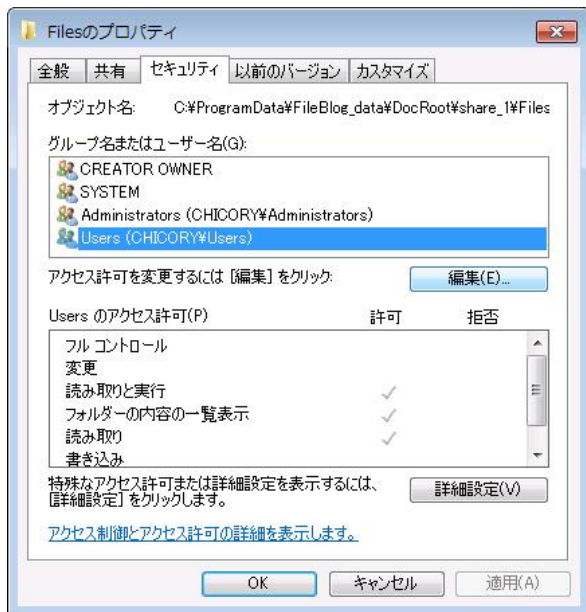 Filesのプロパティ
全般 共有 セキュリティ 以前のバージョン カスタマイズ
オブジェクト名: C:¥ProgramData¥FileBlog_data¥DocRoot¥share_1¥Files
グループ名またはユーザー名(G):
CREATOR OWNER
SYSTEM
Administrators (CHICORY¥Administrators)
Users (CHICORY¥Users)
アクセス許可を変更するには [編集] をクリック: 編集(E)...
Users のアクセス許可(P) 許可 拒否
フル コントロール
変更
読み取りと実行
フォルダーの内容の一覧表示
読み取り
書き込み
特殊なアクセス許可または詳細設定を表示するには、
[詳細設定] をクリックします。 詳細設定(V)
アクセス制御とアクセス許可の詳細を表示します。
OK キャンセル 適用(A)